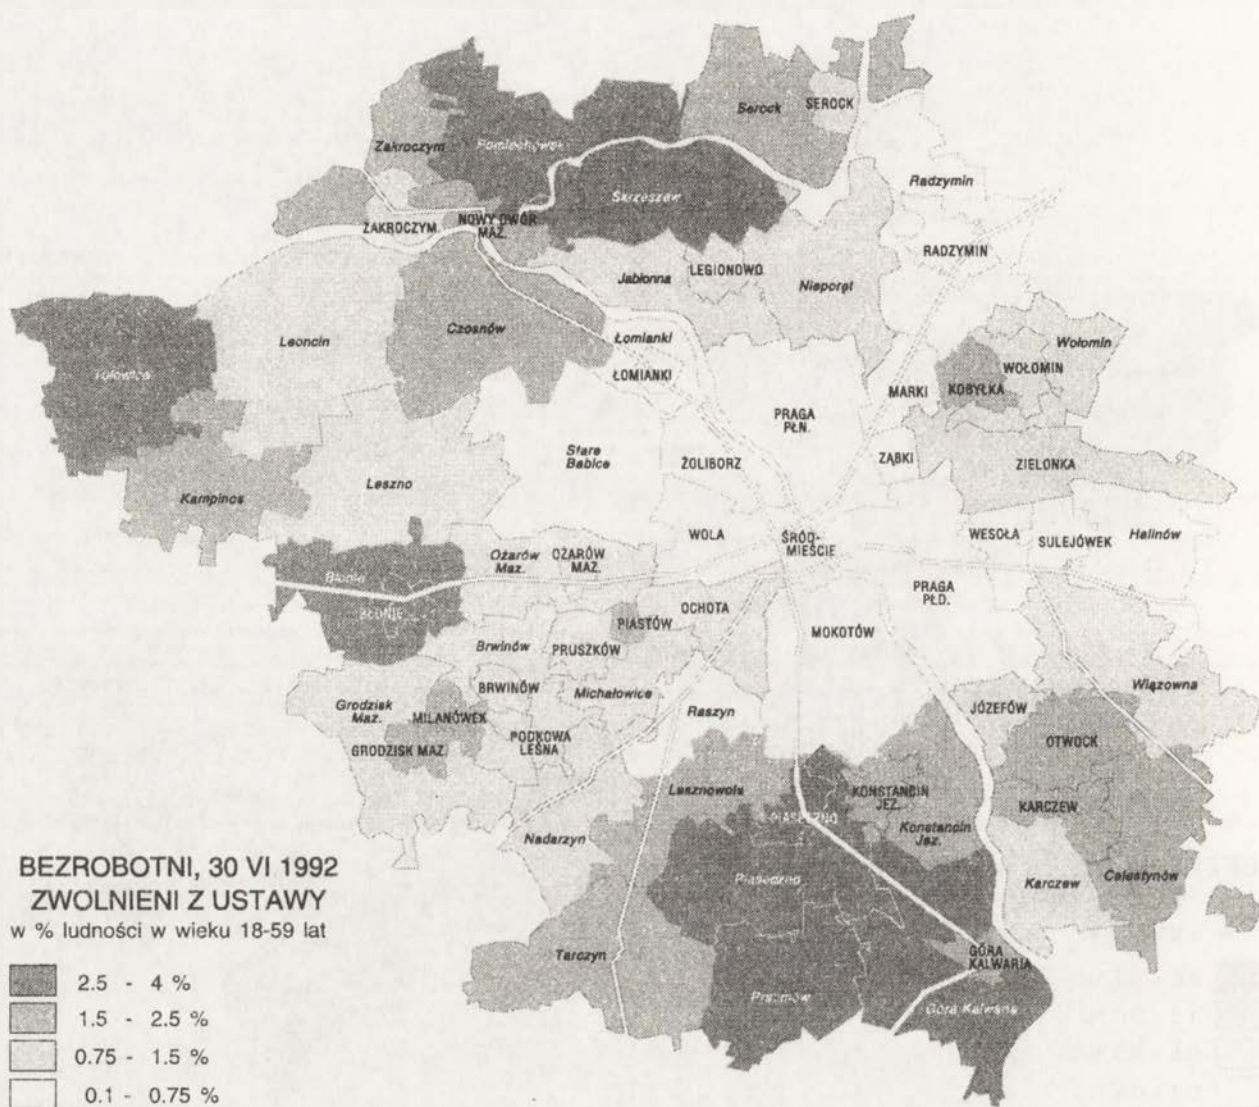 Serock
SEROCK
Zakroczym
Pomiechówek
Radzymin
Skrzeszew
ZAKROCZYM
NOWY DWÓR
MAZ.
RADZYMIN
Jabłonna
LEGIONOWO
Nieporęt
Leoncin
Czosnów
Łomianki
Wołomin
ŁOMIANKI
WOŁOMIN
MARKI
KOBYŁKA
PRAGA
PŁN.
Stare
Babice
ŻOLIBORZ
ZĄBKI
ZIELONKA
Kampinos
Leszno
WOLA
ŚRÓD-
MIEŚCIE
WESOŁA
SULEJÓWEK
Halinów
Ożarów
Maz.
OŻARÓW
MAZ.
Błonie
BŁONIE
PRAGA
PŁD.
OCHOTA
PIASTÓW
MOKOTÓW
Brwinów
PRUSZKÓW
BRWINÓW
Michałowice
Wiązowna
Grodzisk
Maz.
MILANÓWEK
Raszyn
JÓZEFÓW
GRODZISK MAZ.
PODKOWA
LEŚNA
OTWOCK
Lesznowola
KONSTANCIN
JEZ.
KARCZEW
PIASECZNO
Konstancin
Jez.
Nadarzyn
Piaseczno
Karczew
Celestynów
Tarczyn
GÓRA
KALWARIA
Prażmów
Góra Kalwaria
BEZROBOTNI, 30 VI 1992
ZWOLNIENI Z USTAWY
w % ludności w wieku 18-59 lat
2.5 - 4 %
1.5 - 2.5 %
0.75 - 1.5 %
0.1 - 0.75 %